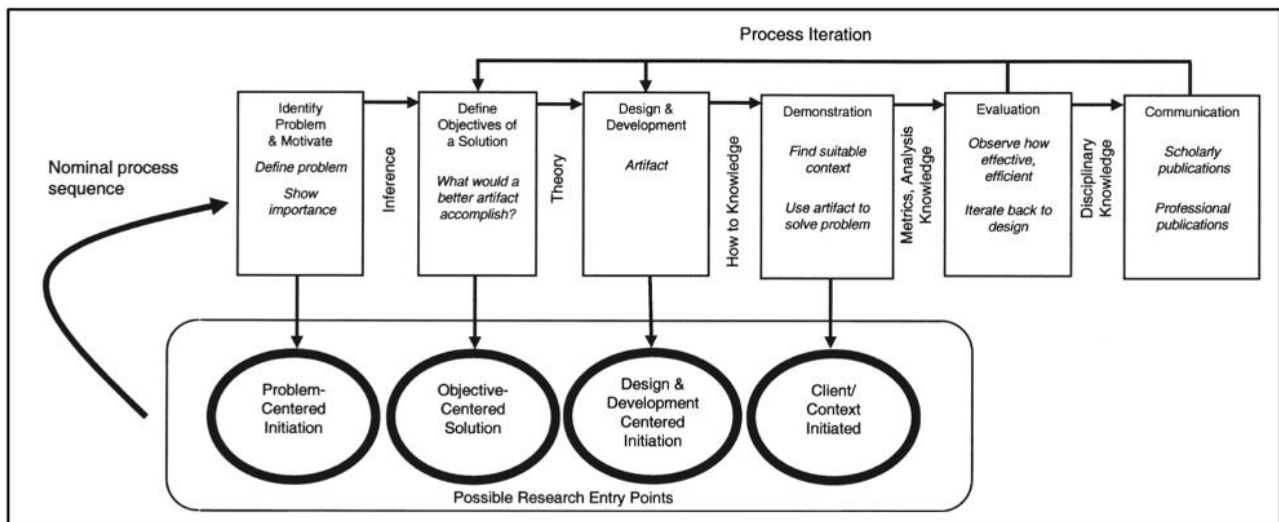 Process Iteration
Nominal process
sequence
Identify
Problem
& Motivate
Define problem
Show
importance
Inference
Define
Objectives of
a Solution
What would a
better artifact
accomplish?
Theory
Design &
Development
Artifact
How to Knowledge
Demonstration
Find suitable
context
Use artifact to
solve problem
Metrics, Analysis
Knowledge
Evaluation
Observe how
effective,
efficient
Iterate back to
design
Disciplinary
Knowledge
Communication
Scholarly
publications
Professional
publications
Problem-
Centered
Initiation
Objective-
Centered
Solution
Design &
Development
Centered
Initiation
Client/
Context
Initiated
Possible Research Entry Points